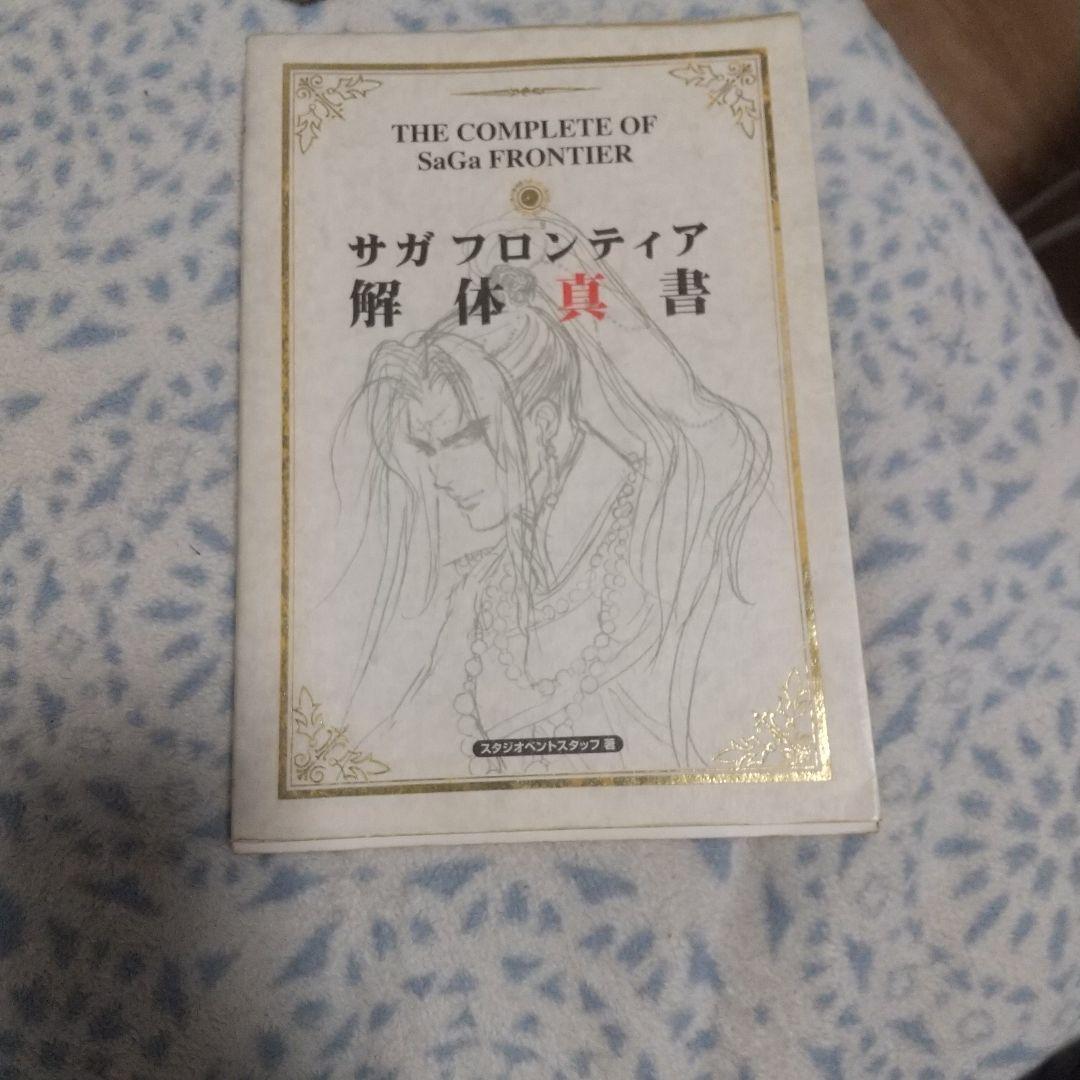 THE COMPLETE OF
SaGa FRONTIER
サガ フロンティア
解体真書
スタジオベントスタッフ 著